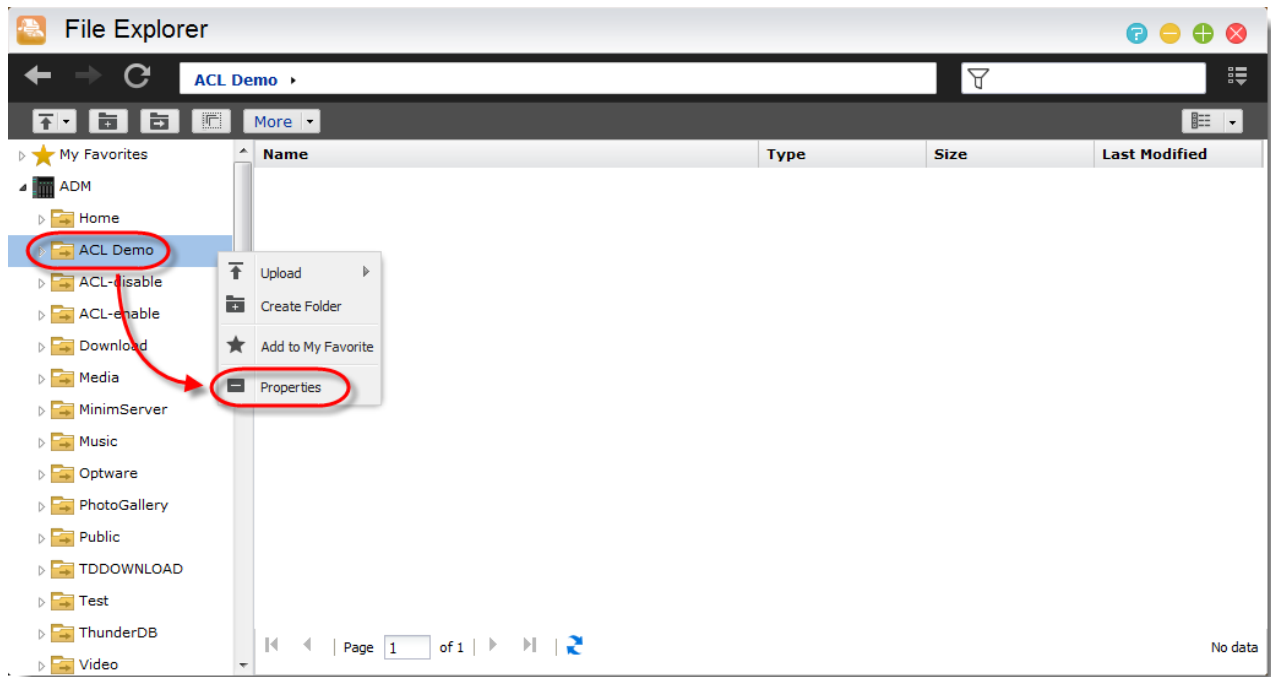 File Explorer
ACL Demo
More
My Favorites
ADM
Home
ACL Demo
ACL-disable
ACL-enable
Download
Media
MinimServer
Music
Optware
PhotoGallery
Public
TDDOWNLOAD
Test
ThunderDB
Video
Name Type Size Last Modified
Upload
Create Folder
Add to My Favorite
Properties
Page 1 of 1 No data